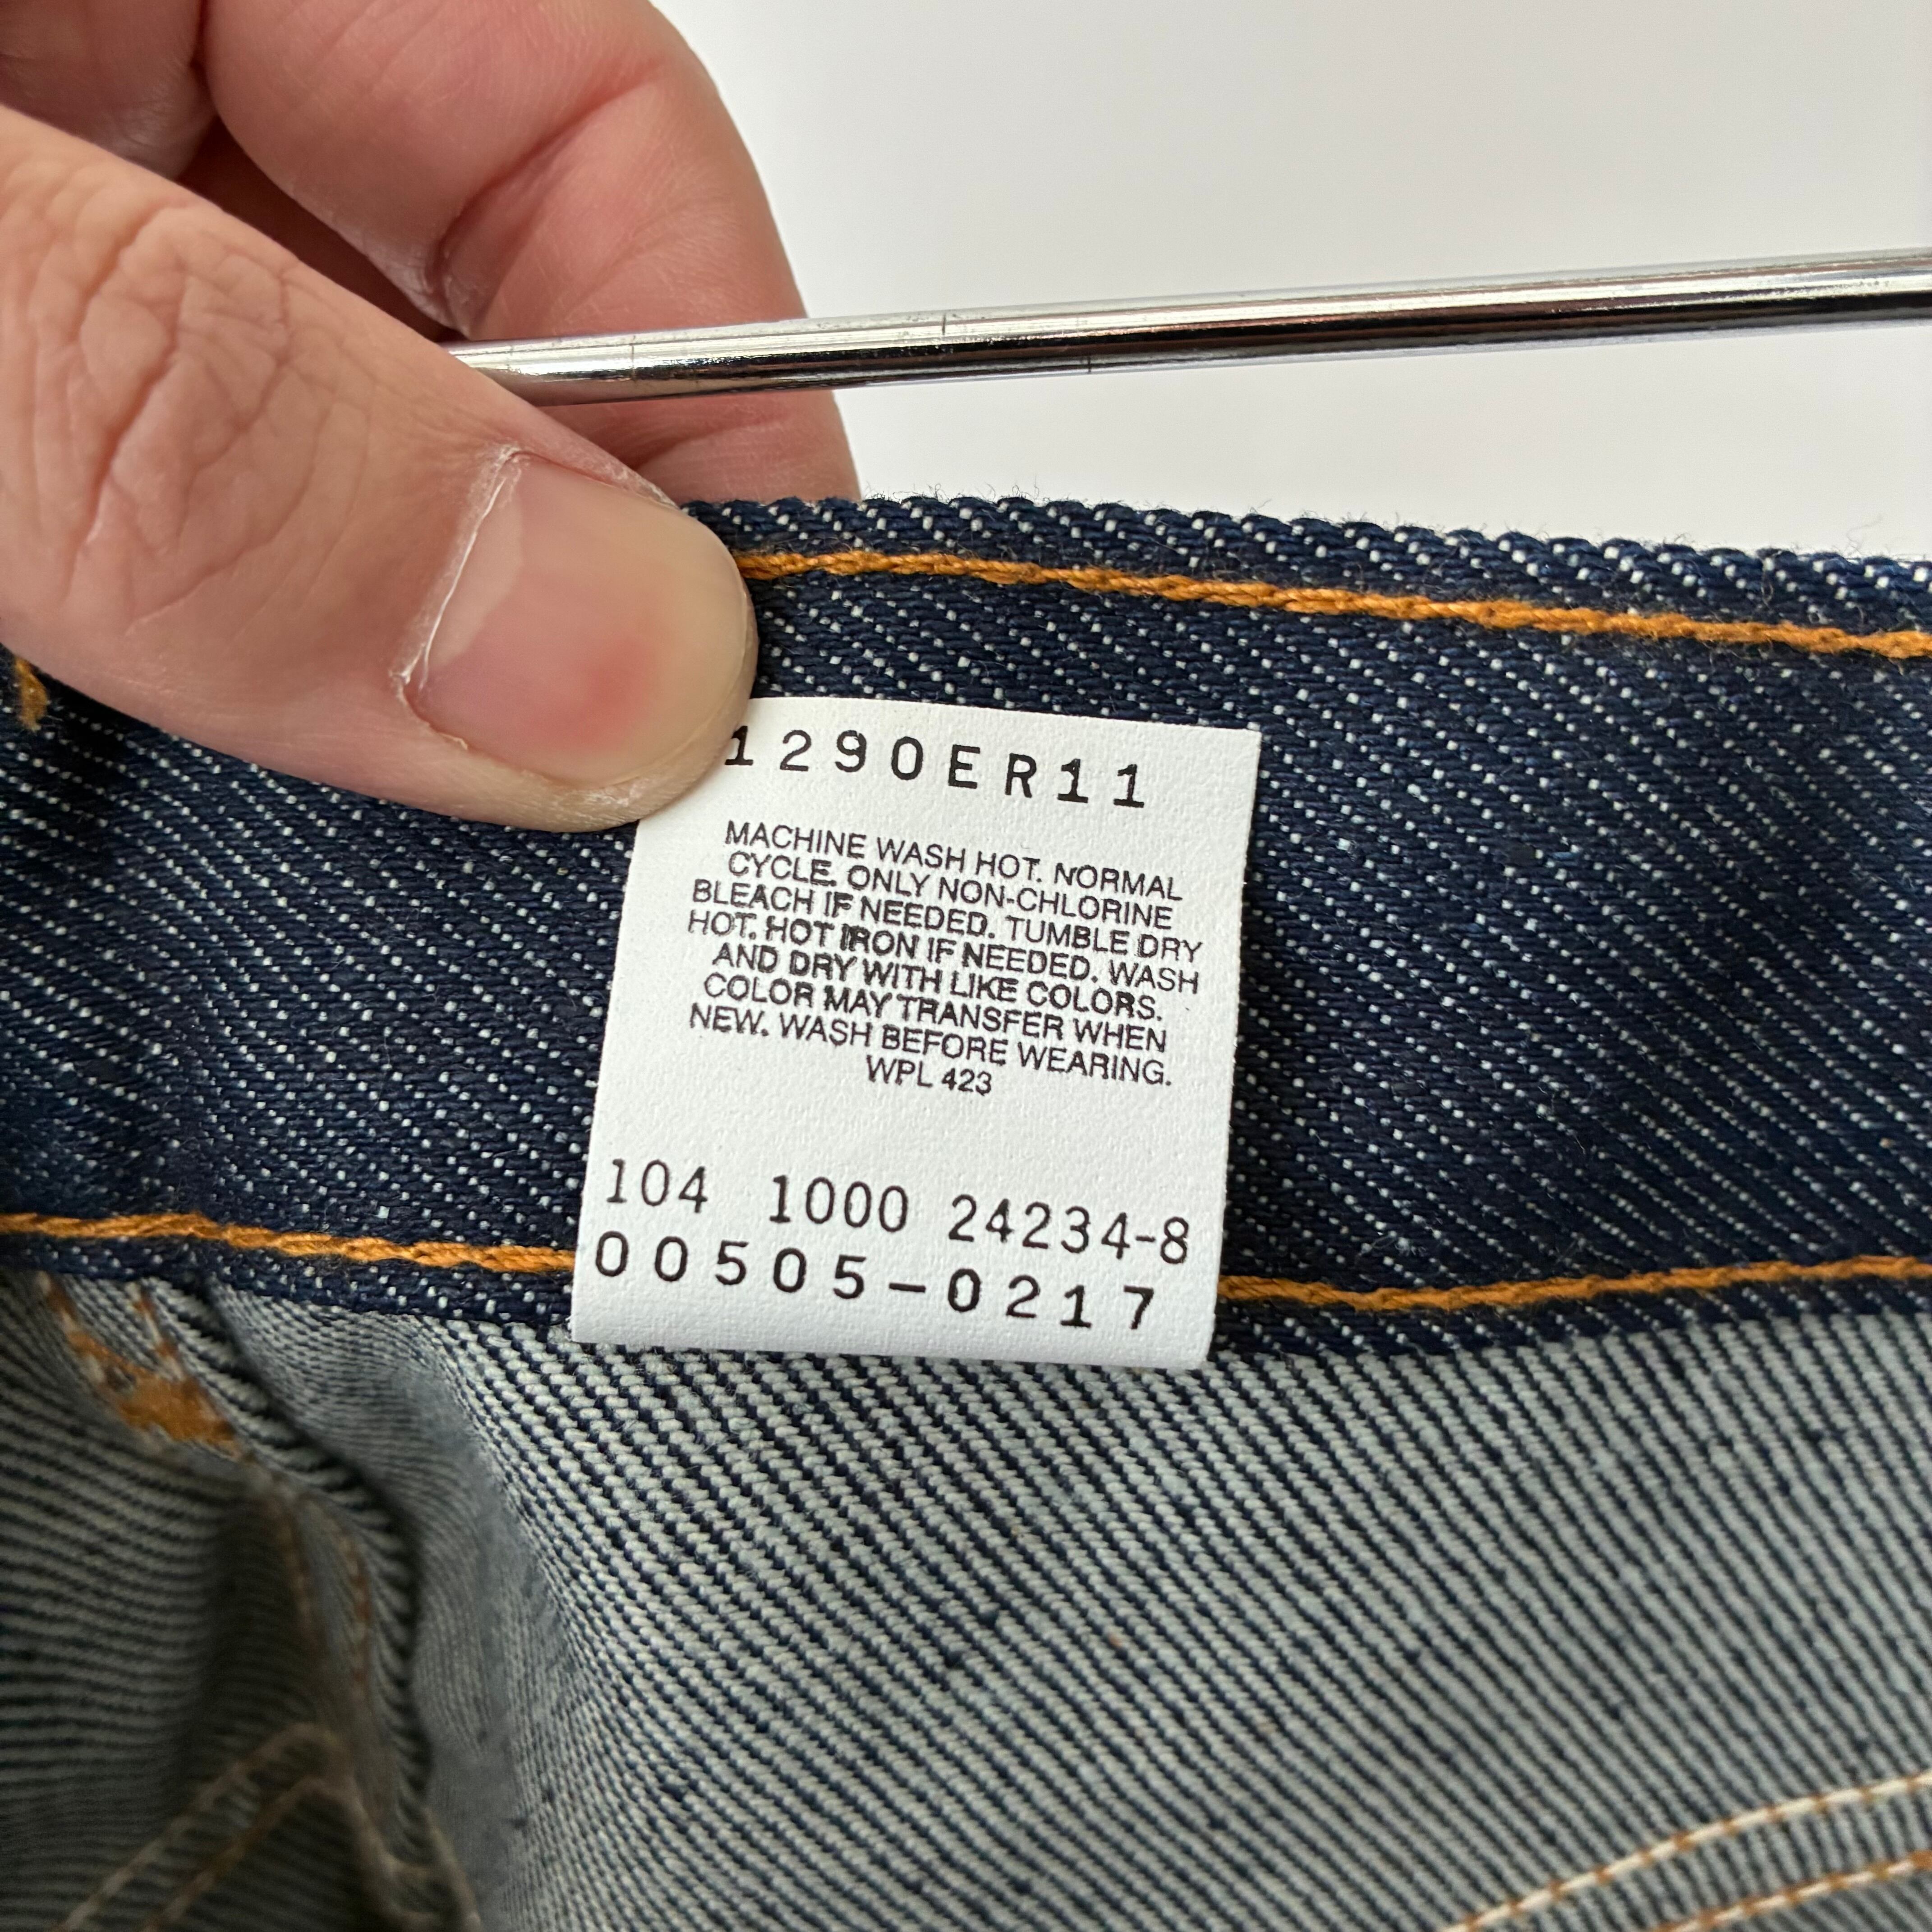 1290ER11
MACHINE WASH HOT. NORMAL
CYCLE. ONLY NON-CHLORINE
BLEACH IF NEEDED. TUMBLE DRY
HOT. HOT IRON IF NEEDED. WASH
AND DRY WITH LIKE COLORS.
COLOR MAY TRANSFER WHEN
NEW. WASH BEFORE WEARING.
WPL 423
104 1000 24234-8
00505-0217